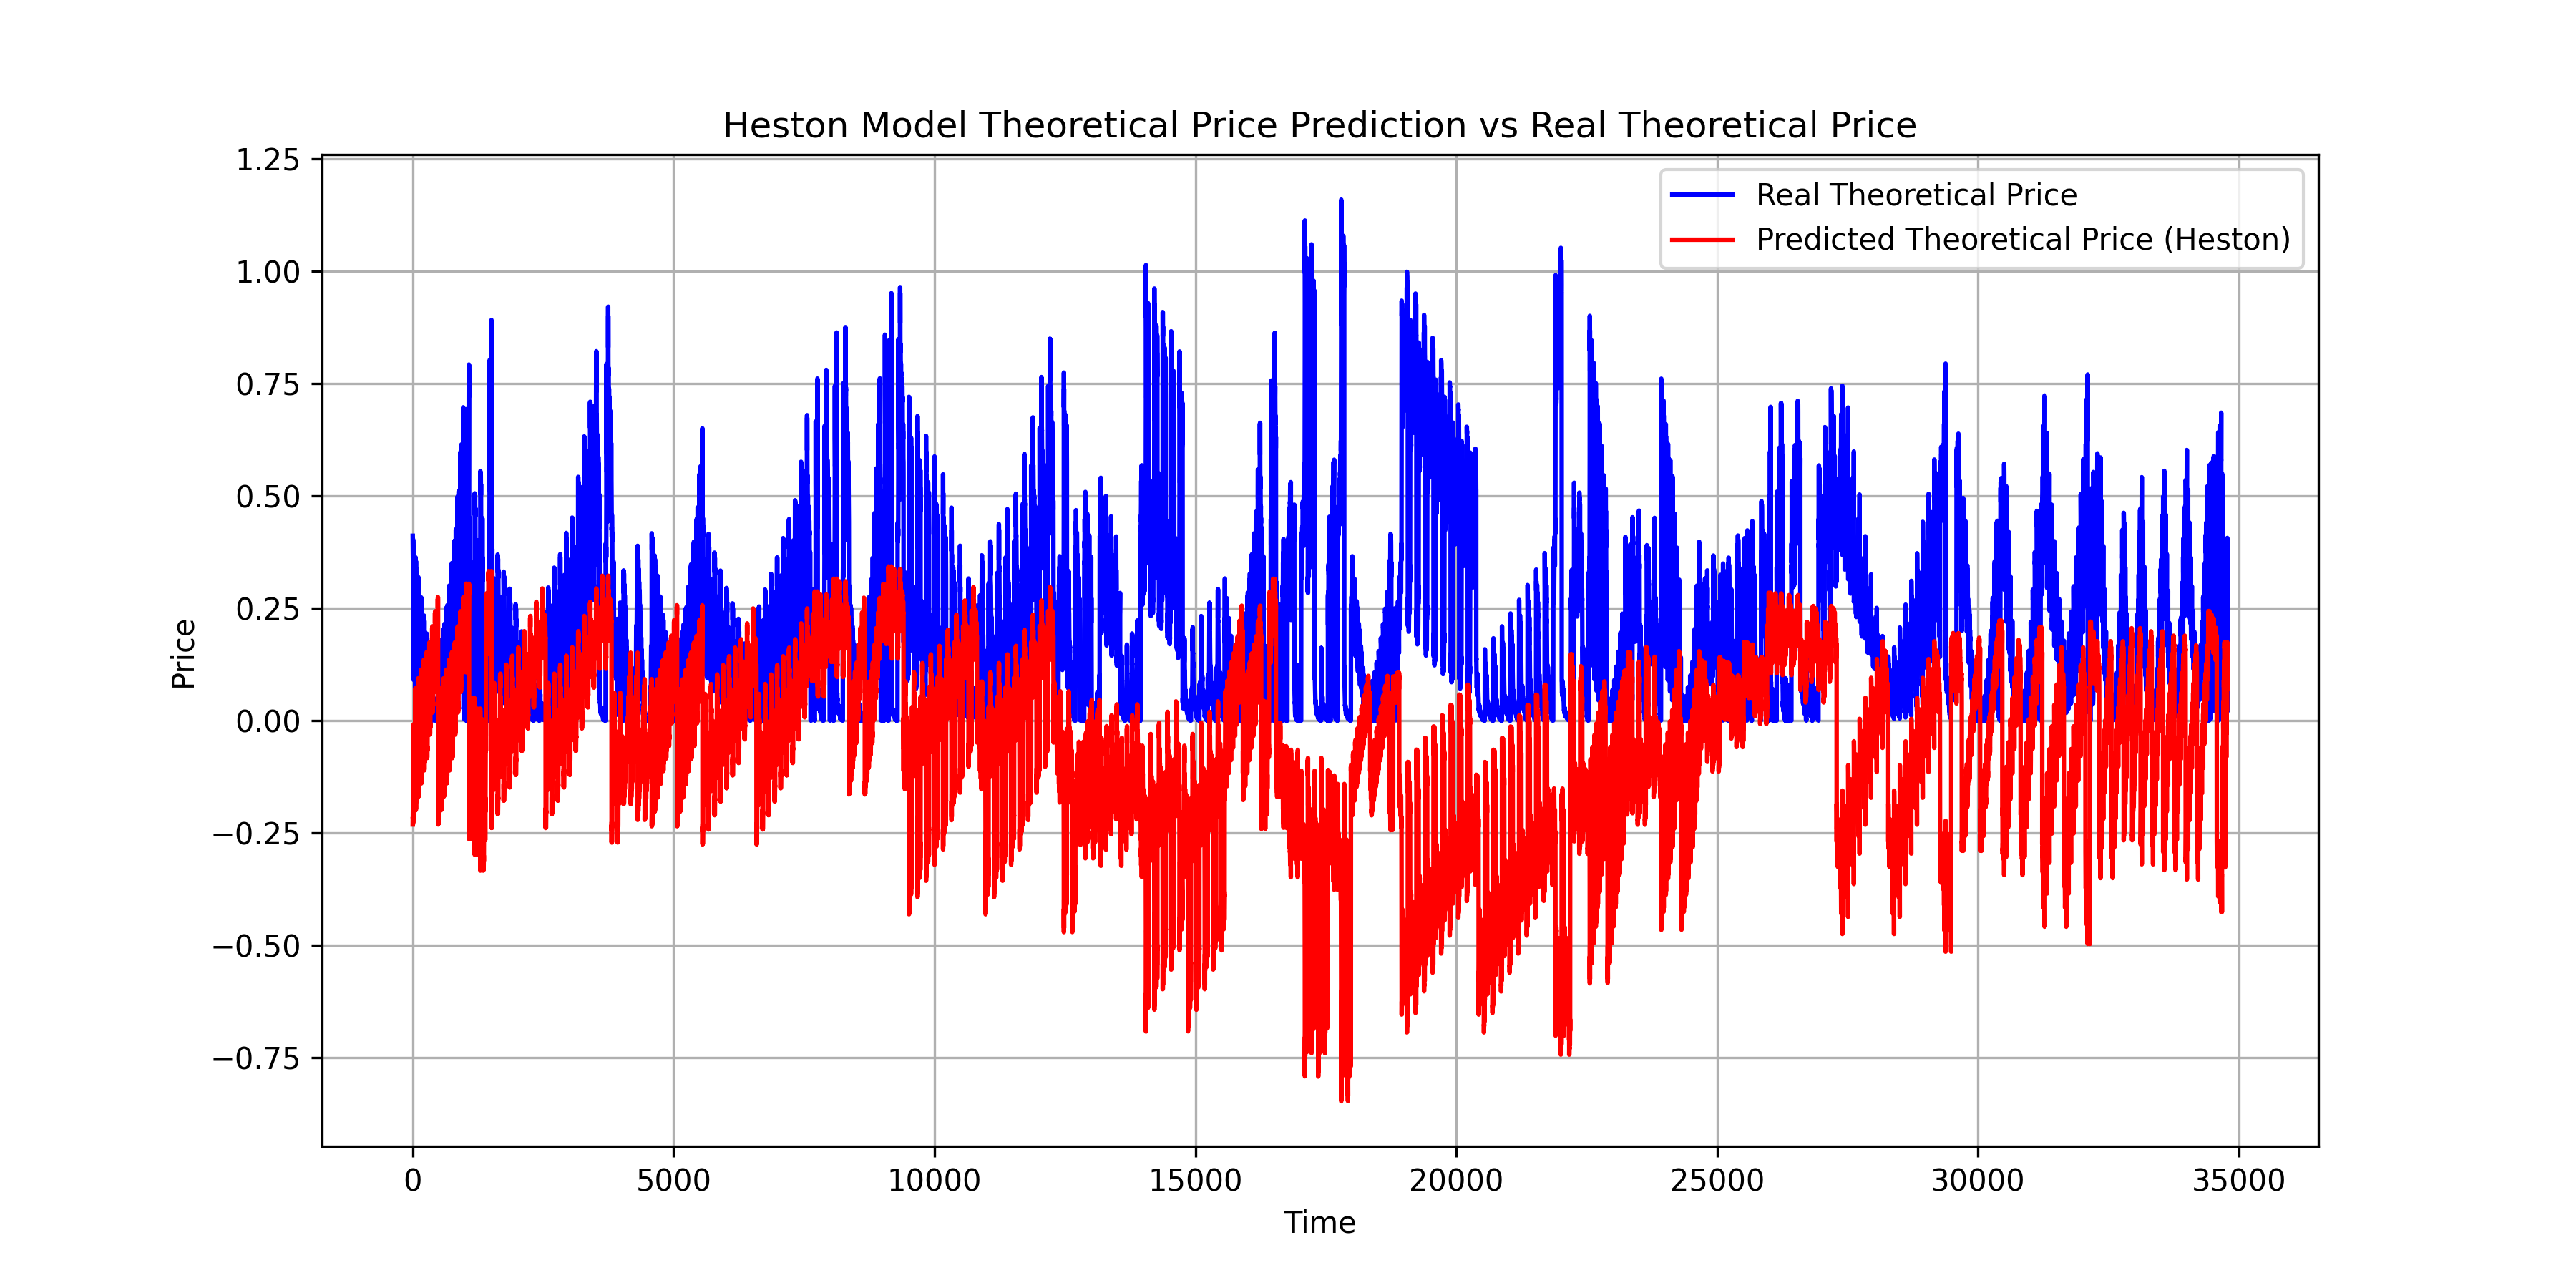 Heston Model Theoretical Price Prediction vs Real Theoretical Price
Real Theoretical Price
Predicted Theoretical Price (Heston)
Price
1.25
1.00
0.75
0.50
0.25
0.00
−0.25
−0.50
−0.75
0 5000 10000 15000 20000 25000 30000 35000
Time